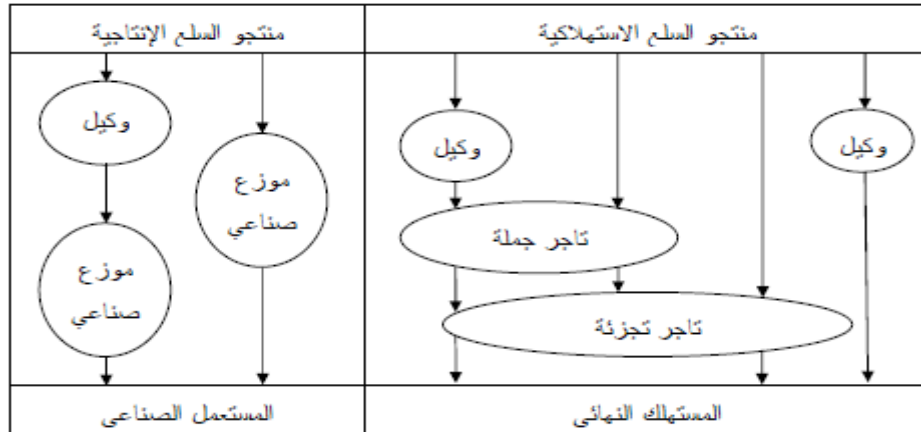 منتجو السلع الاستهلاكية
منتجو السلع الإنتاجية
وكيل
وكيل
وكيل
موزع
صناعي
تاجر جملة
موزع
صناعي
تاجر تجزئة
المستهلك النهائي
المستعمل الصناعي